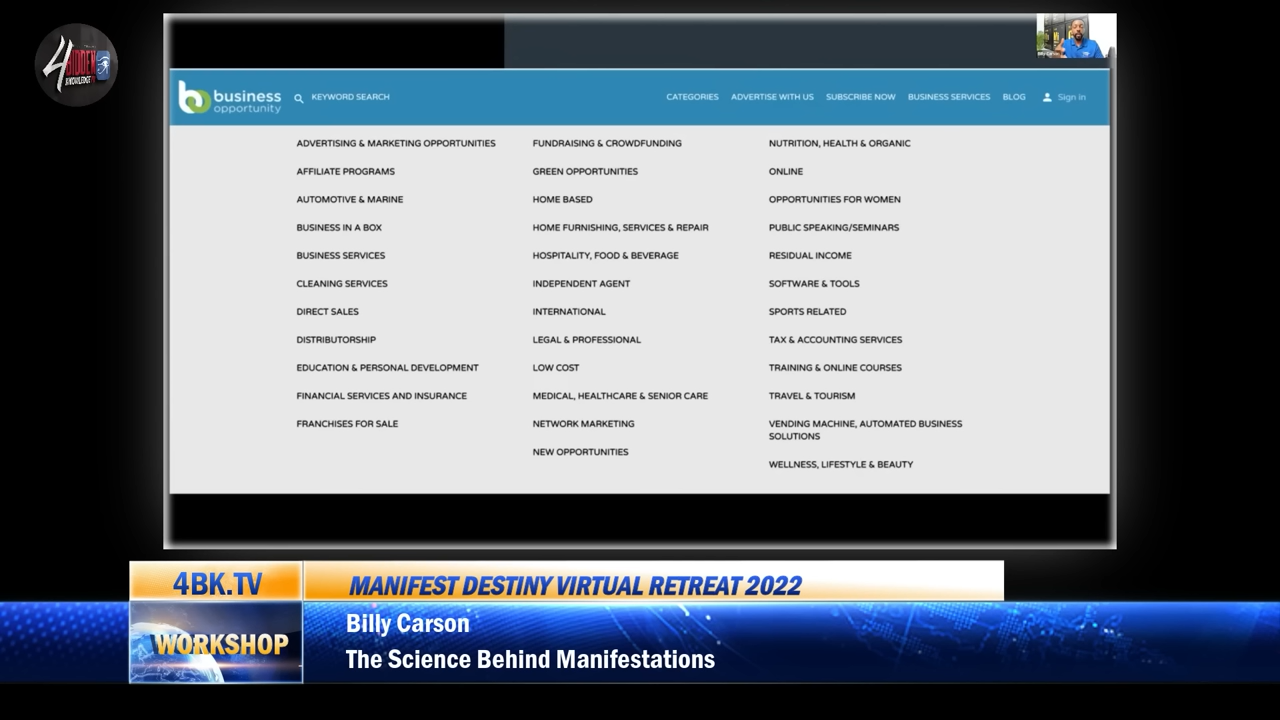 4
HIDDEN
KNOWLEDGE
business
opportunity
KEYWORD SEARCH
CATEGORIES
ADVERTISE WITH US
SUBSCRIBE NOW
BUSINESS SERVICES
BLOG
Sign In
ADVERTISING & MARKETING OPPORTUNITIES
AFFILIATE PROGRAMS
AUTOMOTIVE & MARINE
BUSINESS IN A BOX
BUSINESS SERVICES
CLEANING SERVICES
DIRECT SALES
DISTRIBUTORSHIP
EDUCATION & PERSONAL DEVELOPMENT
FINANCIAL SERVICES AND INSURANCE
FRANCHISES FOR SALE
FUNDRAISING & CROWDFUNDING
GREEN OPPORTUNITIES
HOME BASED
HOME FURNISHING, SERVICES & REPAIR
HOSPITALITY, FOOD & BEVERAGE
INDEPENDENT AGENT
INTERNATIONAL
LEGAL & PROFESSIONAL
LOW COST
MEDICAL, HEALTHCARE & SENIOR CARE
NETWORK MARKETING
NEW OPPORTUNITIES
NUTRITION, HEALTH & ORGANIC
ONLINE
OPPORTUNITIES FOR WOMEN
PUBLIC SPEAKING/SEMINARS
RESIDUAL INCOME
SOFTWARE & TOOLS
SPORTS RELATED
TAX & ACCOUNTING SERVICES
TRAINING & ONLINE COURSES
TRAVEL & TOURISM
VENDING MACHINE, AUTOMATED BUSINESS
SOLUTIONS
WELLNESS, LIFESTYLE & BEAUTY
4BK.TV
MANIFEST DESTINY VIRTUAL RETREAT 2022
WORKSHOP
Billy Carson
The Science Behind Manifestations